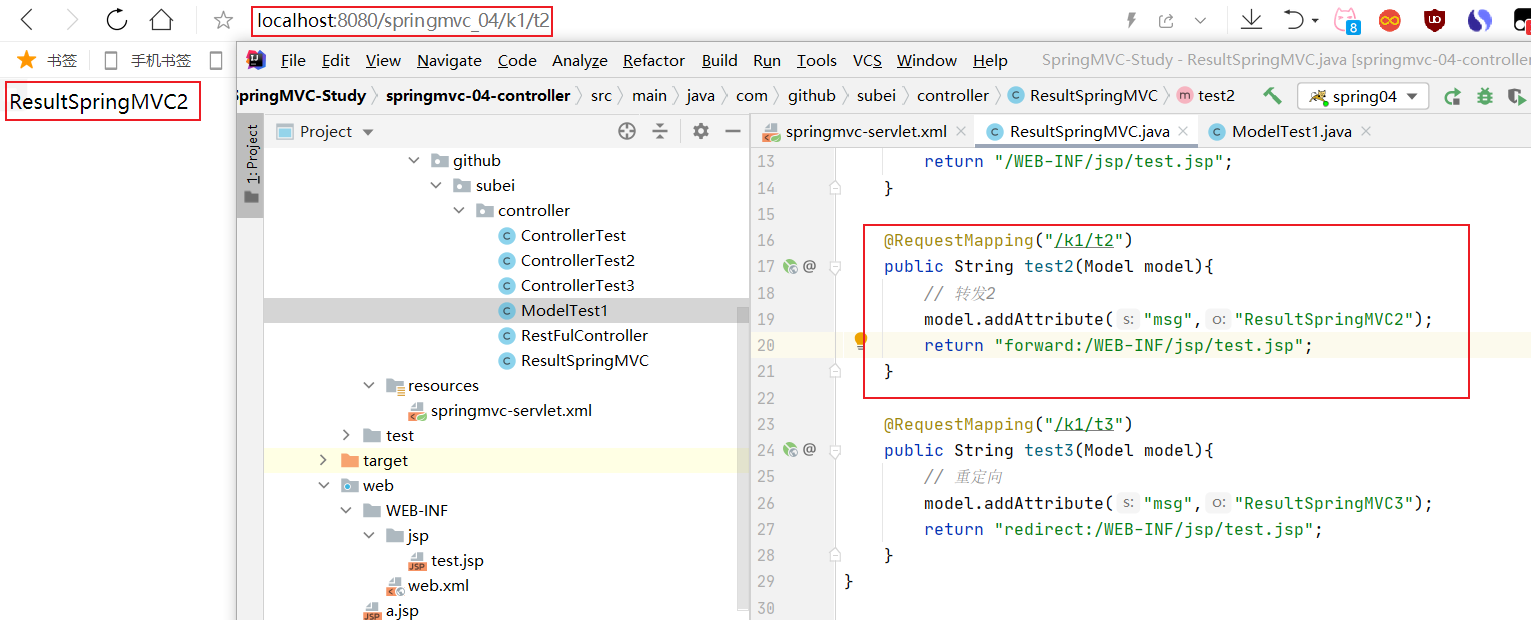 localhost:8080/springmvc_04/k1/t2
8
UO
书签
手机书签
ResultSpringMVC2
File Edit View Navigate Code Analyze Refactor Build Run Tools VCS Window Help
SpringMVC-Study - ResultSpringMVC.java [springmvc-04-controller
SpringMVC-Study springmvc-04-controller src main java com github subei controller ResultSpringMVC test2
spring04
1: Project
Project
github
subei
controller
ControllerTest
ControllerTest2
ControllerTest3
ModelTest1
RestFulController
ResultSpringMVC
resources
springmvc-servlet.xml
test
target
web
WEB-INF
jsp
test.jsp
web.xml
a.jsp
springmvc-servlet.xml ResultSpringMVC.java ModelTest1.java
13 return "/WEB-INF/jsp/test.jsp";
14 }
15
16 @RequestMapping("/k1/t2")
17 @ public String test2(Model model){
18 // 转发2
19 model.addAttribute( s: "msg", o: "ResultSpringMVC2");
20 return "forward:/WEB-INF/jsp/test.jsp";
21 }
22
23 @RequestMapping("/k1/t3")
24 @ public String test3(Model model){
25 // 重定向
26 model.addAttribute( s: "msg", o: "ResultSpringMVC3");
27 return "redirect:/WEB-INF/jsp/test.jsp";
28 }
29 }
30